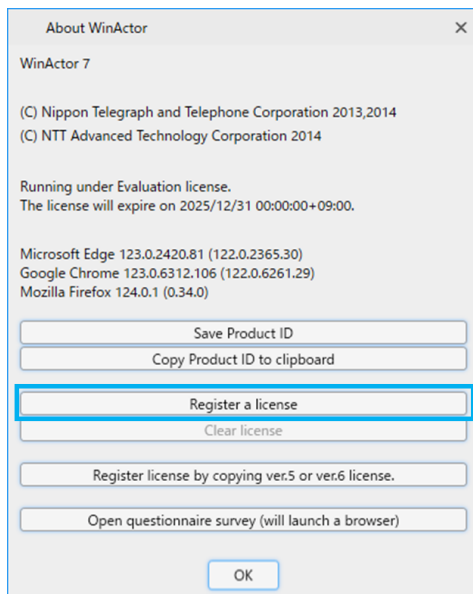 About WinActor
WinActor 7
(C) Nippon Telegraph and Telephone Corporation 2013,2014
(C) NTT Advanced Technology Corporation 2014
Running under Evaluation license.
The license will expire on 2025/12/31 00:00:00+09:00.
Microsoft Edge 123.0.2420.81 (122.0.2365.30)
Google Chrome 123.0.6312.106 (122.0.6261.29)
Mozilla Firefox 124.0.1 (0.34.0)
Save Product ID
Copy Product ID to clipboard
Register a license
Clear license
Register license by copying ver.5 or ver.6 license.
Open questionnaire survey (will launch a browser)
OK